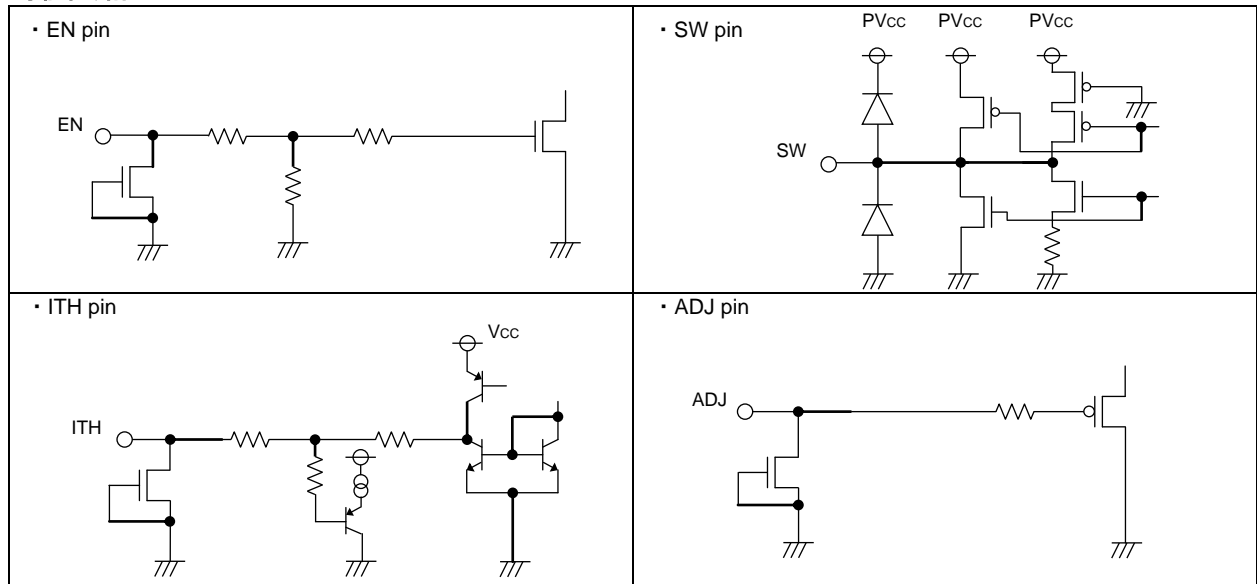 ・ EN pin
EN
・ SW pin
PVCC PVCC PVCC
SW
・ ITH pin
VCC
ITH
・ ADJ pin
ADJ